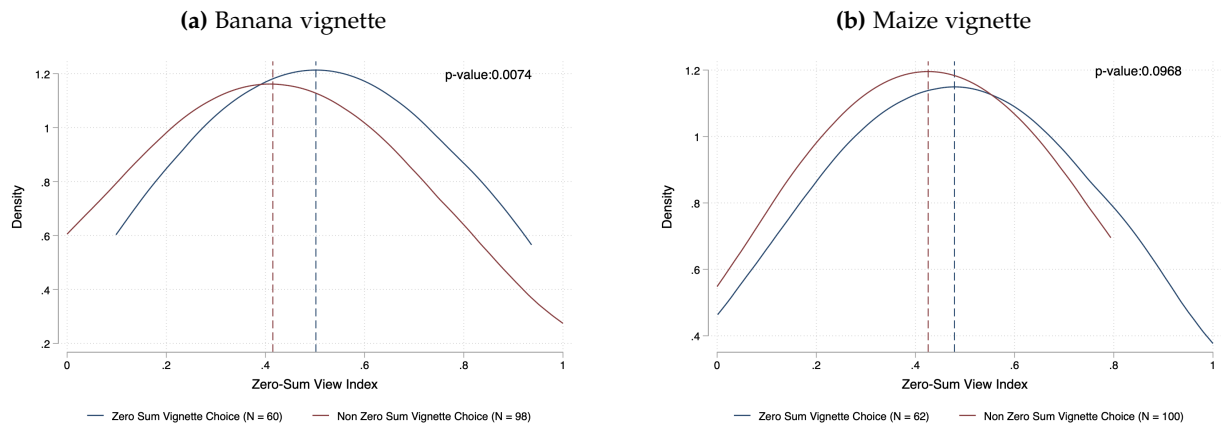 (a) Banana vignette
p-value:0.0074
1.2
1
.8
.6
.4
.2
Density
0 .2 .4 .6 .8 1
Zero-Sum View Index
Zero Sum Vignette Choice (N = 60) Non Zero Sum Vignette Choice (N = 98)
(b) Maize vignette
p-value:0.0968
1.2
1
.8
.6
.4
Density
0 .2 .4 .6 .8 1
Zero-Sum View Index
Zero Sum Vignette Choice (N = 62) Non Zero Sum Vignette Choice (N = 100)